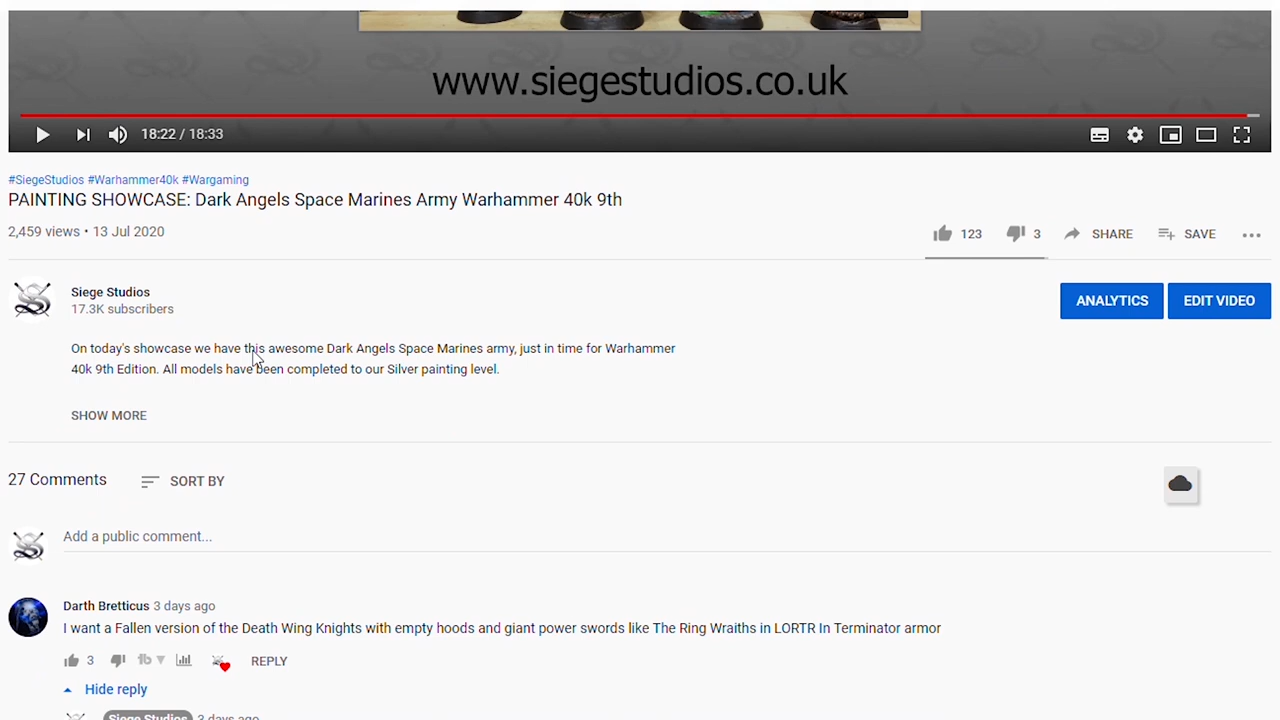 www.siegestudios.co.uk
18:22 / 18:33
#SiegeStudios #Warhammer40k #Wargaming
PAINTING SHOWCASE: Dark Angels Space Marines Army Warhammer 40k 9th
2,459 views • 13 Jul 2020
123 3 SHARE SAVE
Siege Studios
17.3K subscribers
ANALYTICS EDIT VIDEO
On today's showcase we have this awesome Dark Angels Space Marines army, just in time for Warhammer
40k 9th Edition. All models have been completed to our Silver painting level.
SHOW MORE
27 Comments SORT BY
Add a public comment...
Darth Bretticus 3 days ago
I want a Fallen version of the Death Wing Knights with empty hoods and giant power swords like The Ring Wraiths in LORTR In Terminator armor
3 REPLY
Hide reply
Siege Studios 3 days ago